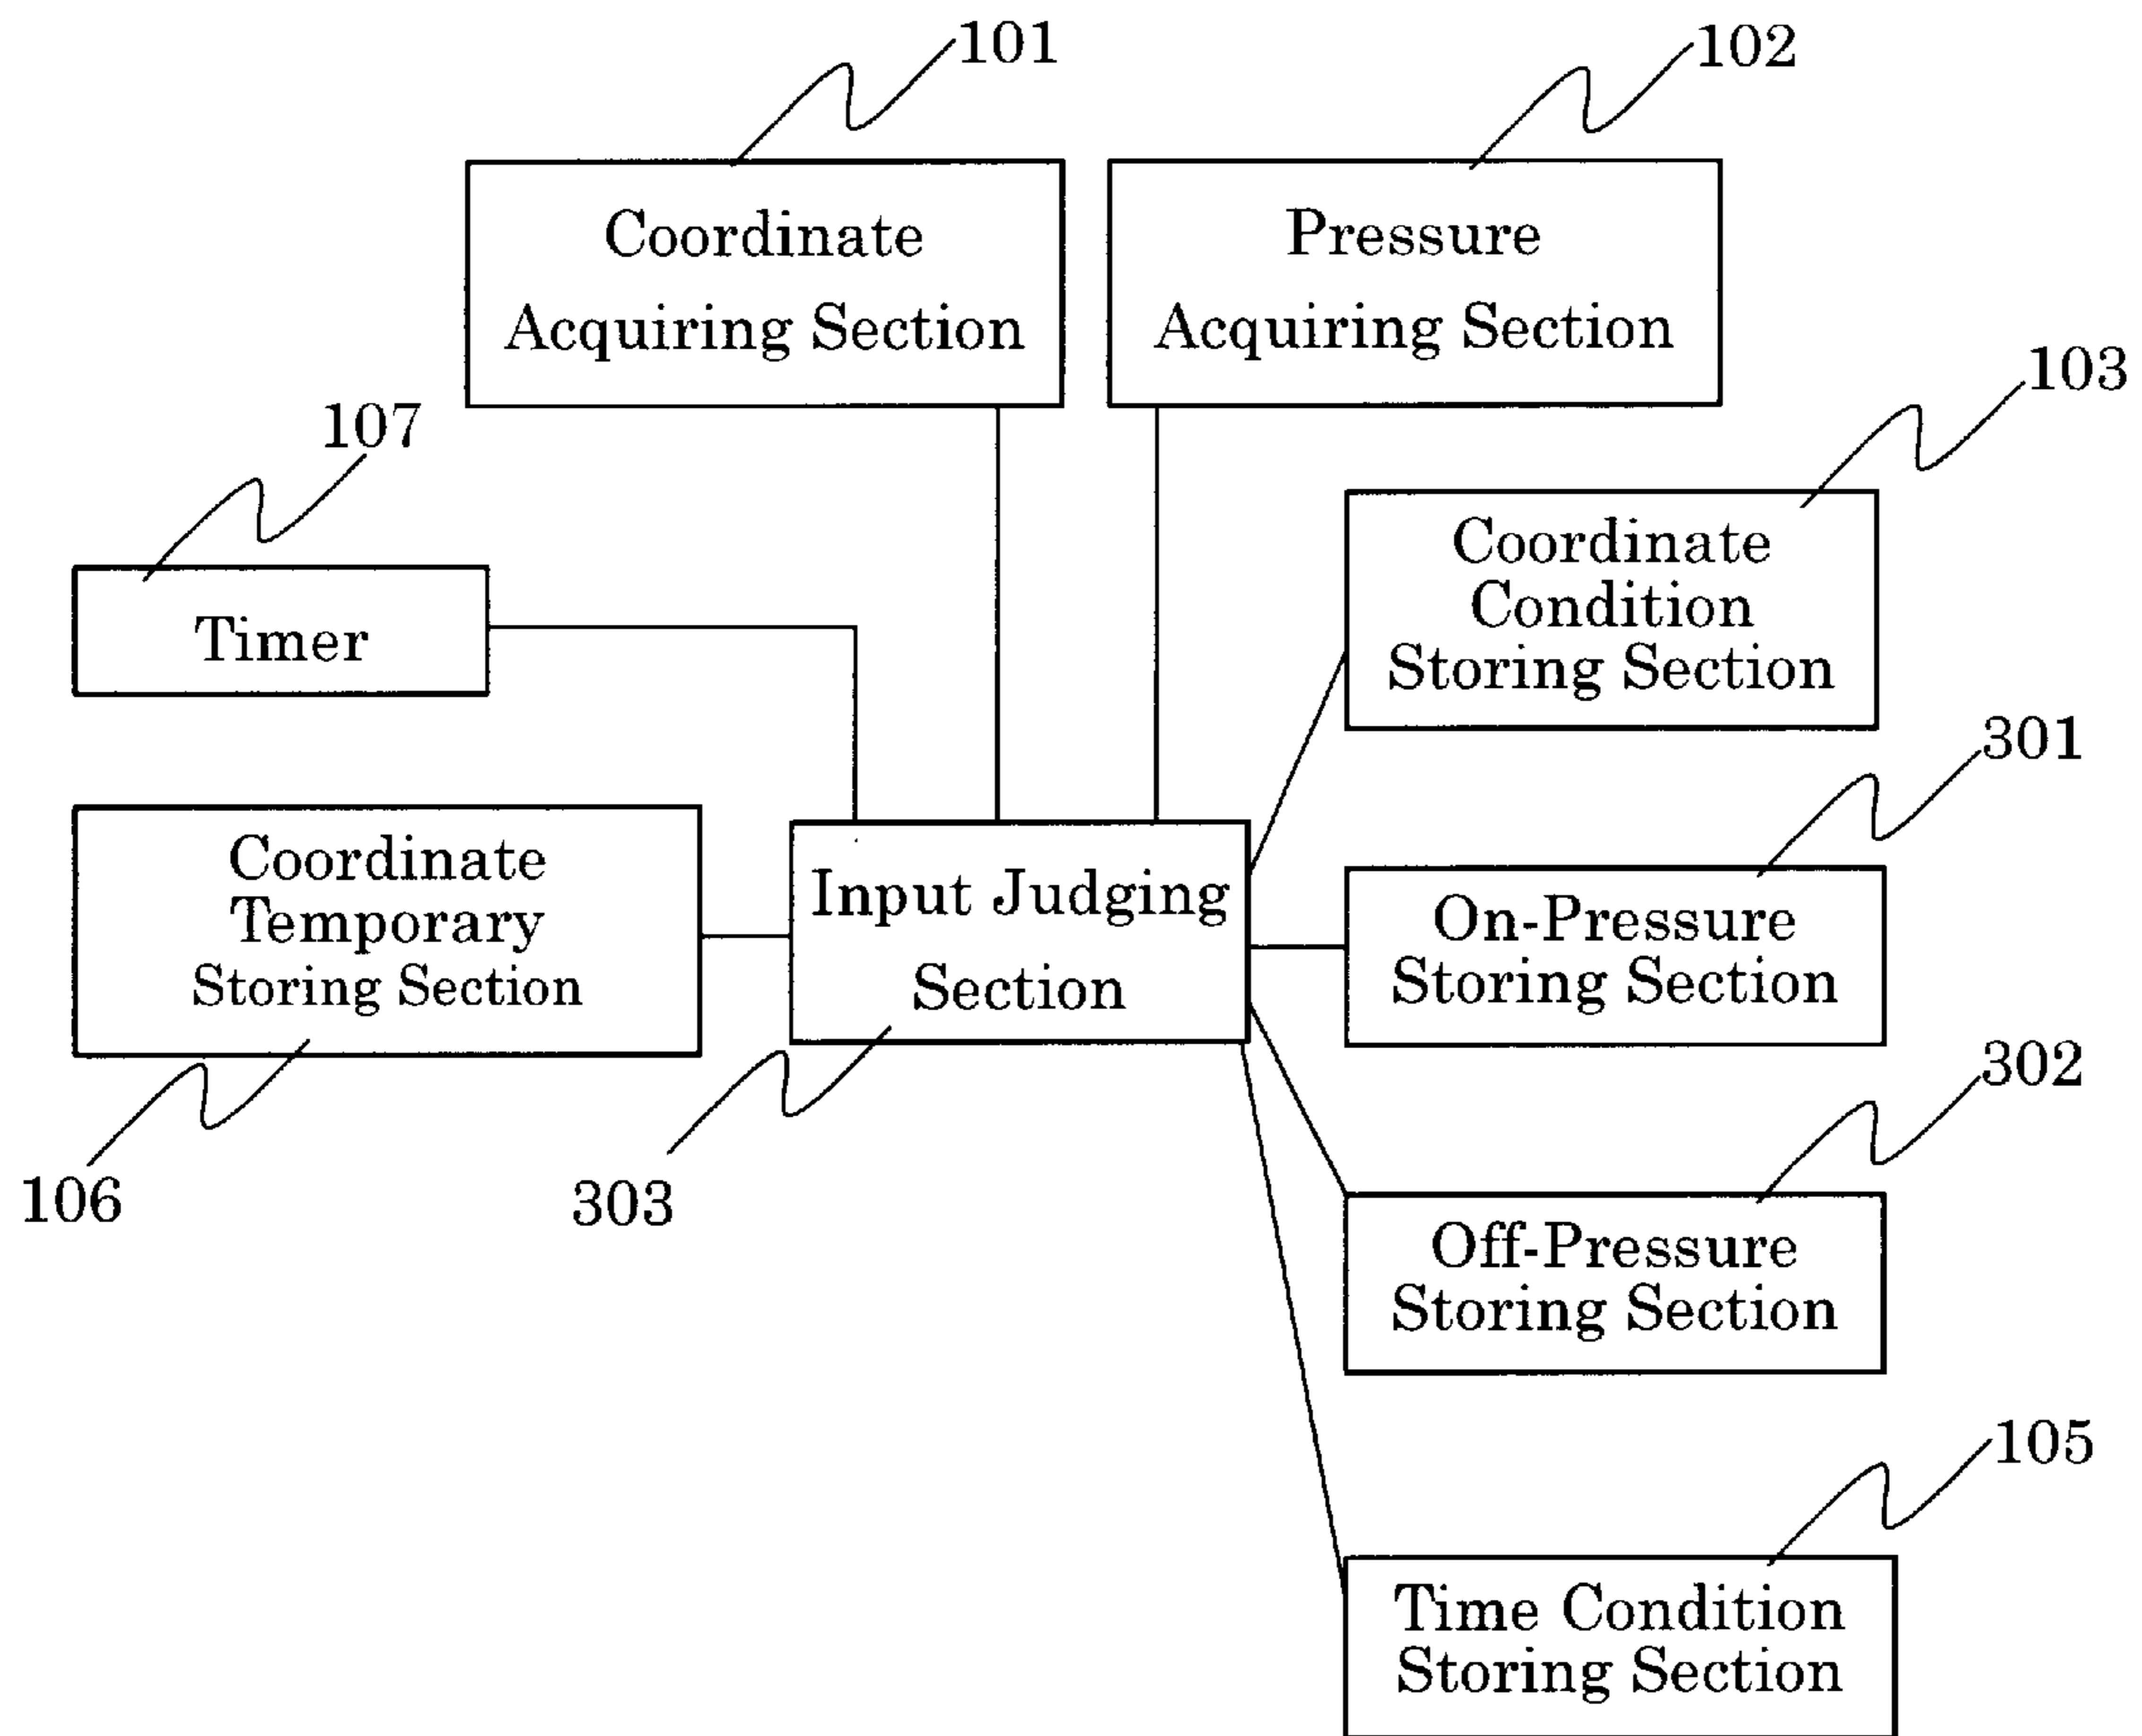 101
102
Coordinate
Acquiring Section
Pressure
Acquiring Section
103
107
Coordinate
Condition
Storing Section
Timer
301
Coordinate
Temporary
Storing Section
Input Judging
Section
On-Pressure
Storing Section
302
106
303
Off-Pressure
Storing Section
105
Time Condition
Storing Section